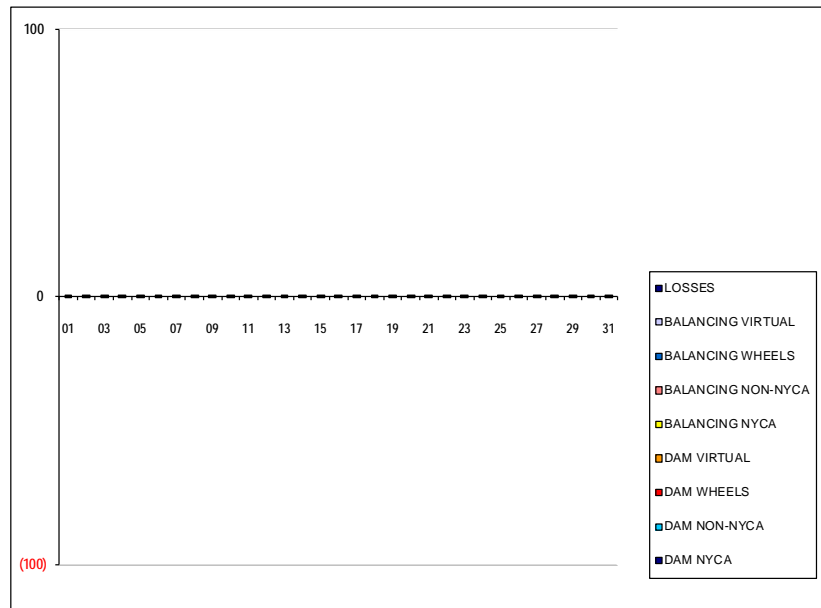 100
0
01 03 05 07 09 11 13 15 17 19 21 23 25 27 29 31
(100)
LOSSES
BALANCING VIRTUAL
BALANCING WHEELS
BALANCING NON-NYCA
BALANCING NYCA
DAM VIRTUAL
DAM WHEELS
DAM NON-NYCA
DAM NYCA